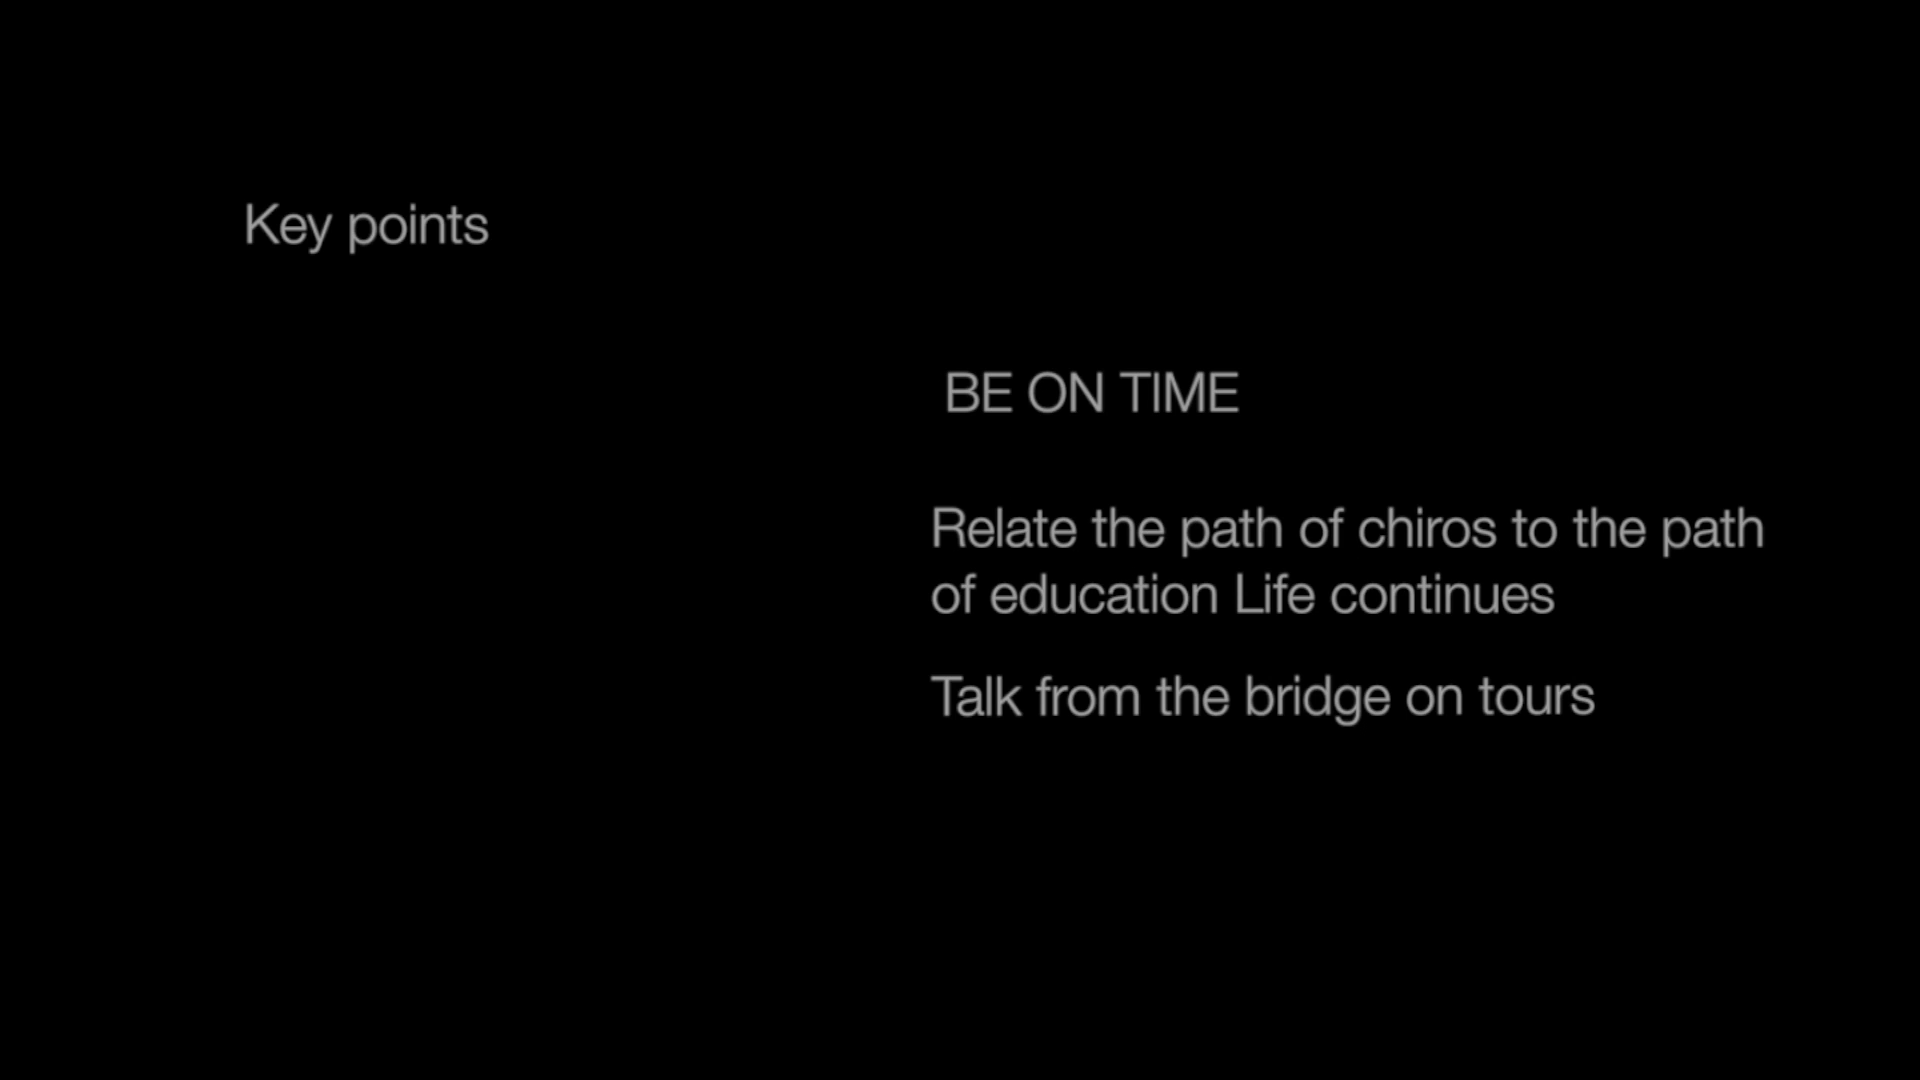 Key points
BE ON TIME
Relate the path of chiros to the path
of education Life continues
Talk from the bridge on tours